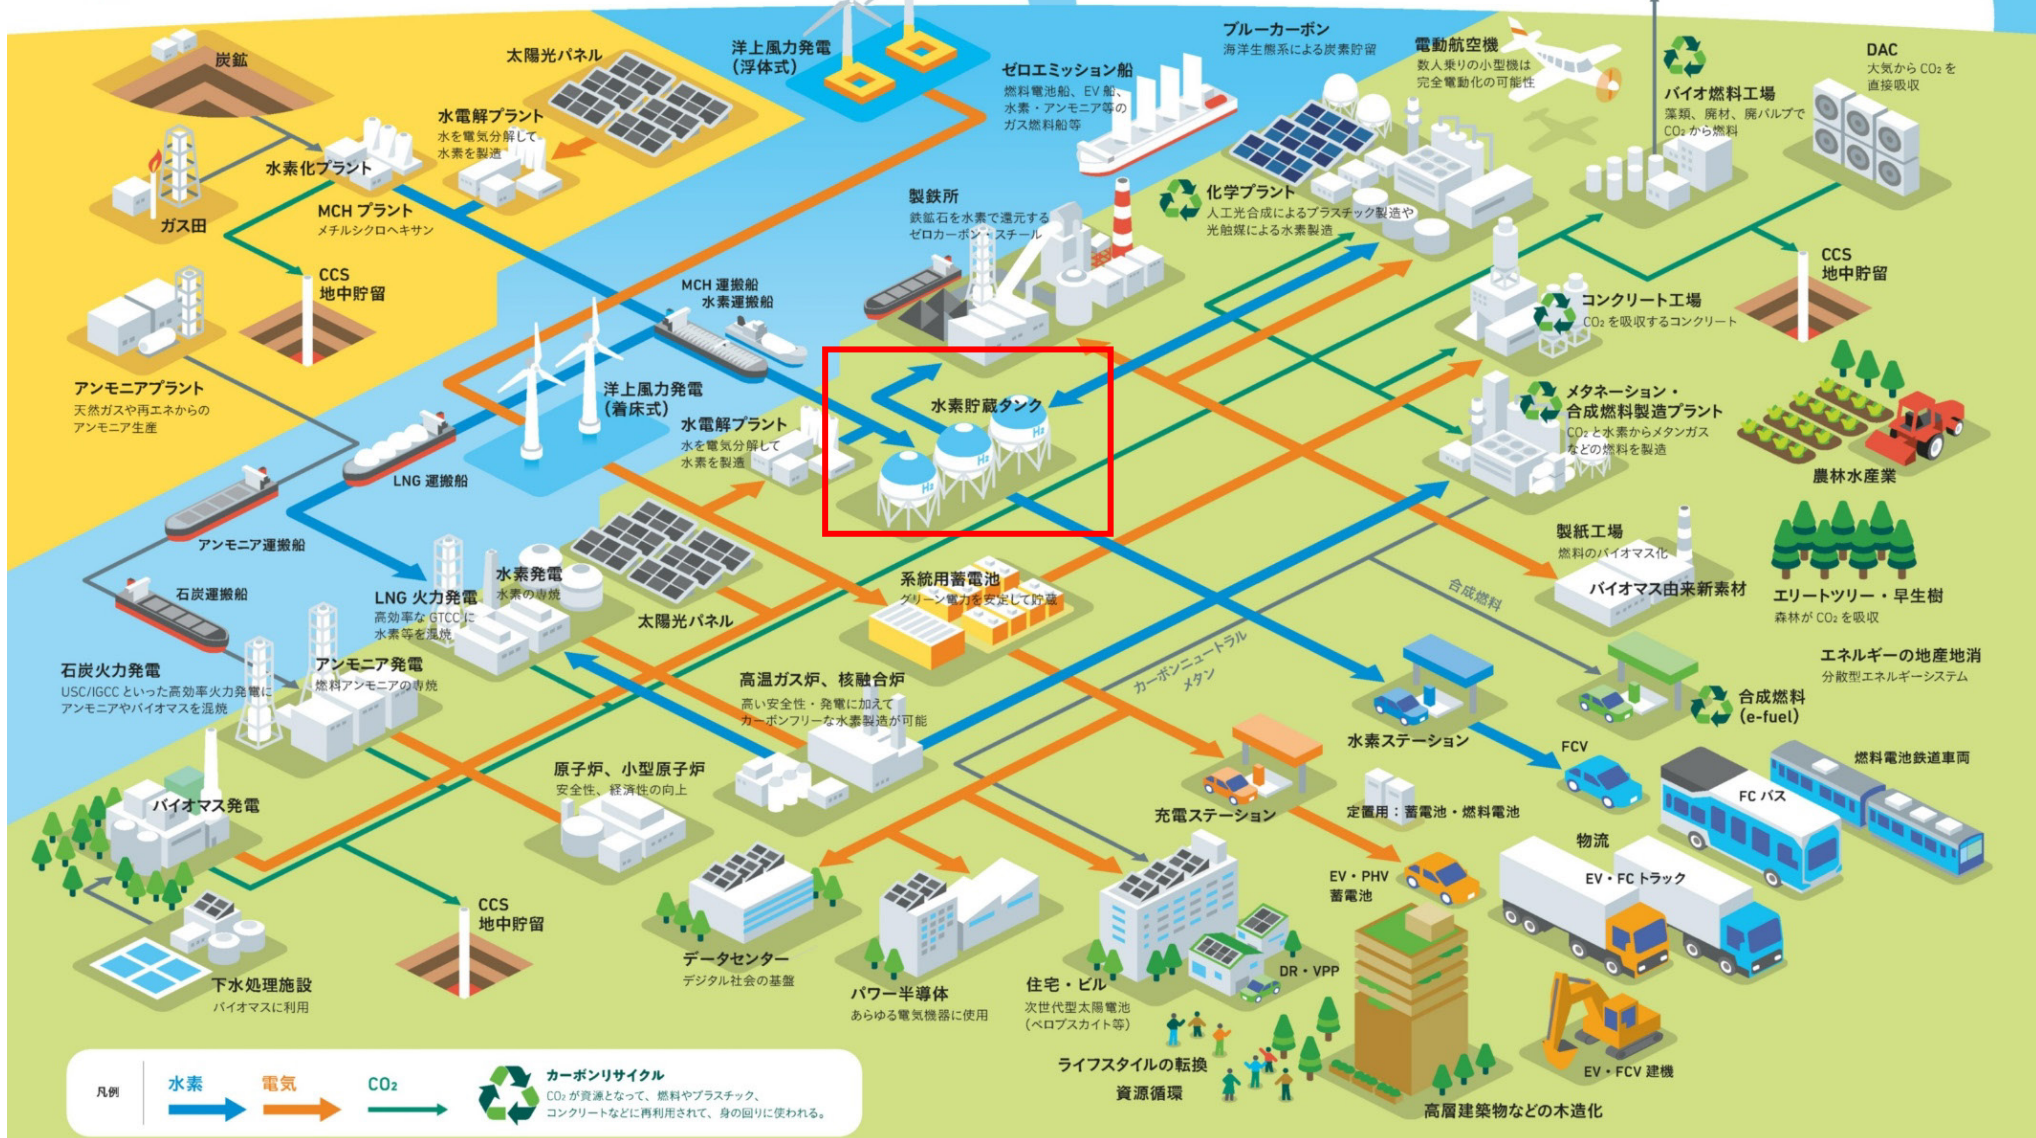 炭鉱
太陽光パネル
水電解プラント
水を電気分解して
水素を製造
水素化プラント
MCH プラント
メチルシクロヘキサン
ガス田
CCS
地中貯留
アンモニアプラント
天然ガスや再エネからの
アンモニア生産
洋上風力発電
(浮体式)
ゼロエミッション船
燃料電池船、EV 船、
水素・アンモニア等の
ガス燃料船等
ブルーカーボン
海洋生態系による炭素貯留
電動航空機
数人乗りの小型機は
完全電動化の可能性
バイオ燃料工場
藻類、廃材、廃パルプで
CO₂ から燃料
DAC
大気から CO₂ を
直接吸収
製鉄所
鉄鉱石を水素で還元する
ゼロカーボン・スチール
化学プラント
人工光合成によるプラスチック製造や
光触媒による水素製造
CCS
地中貯留
コンクリート工場
CO₂ を吸収するコンクリート
MCH 運搬船
水素運搬船
洋上風力発電
(着床式)
水電解プラント
水を電気分解して
水素を製造
水素貯蔵タンク
H₂
H₂
H₂
メタネーション・
合成燃料製造プラント
CO₂ と水素からメタンガス
などの燃料を製造
農林水産業
LNG 運搬船
アンモニア運搬船
石炭運搬船
水素発電
水素の専焼
LNG 火力発電
高効率な GTCC に
水素等を混焼
太陽光パネル
系統用蓄電池
グリーン電力を安定して貯蔵
製紙工場
燃料のバイオマス化
バイオマス由来新素材
エリートツリー・早生樹
森林が CO₂ を吸収
合成燃料
カーボンニュートラル
メタン
エネルギーの地産地消
分散型エネルギーシステム
合成燃料
(e-fuel)
石炭火力発電
USC/IGCC といった高効率火力発電に
アンモニアやバイオマスを混焼
アンモニア発電
燃料アンモニアの専焼
高温ガス炉、核融合炉
高い安全性・発電に加えて
カーボンフリーな水素製造が可能
水素ステーション
FCV
燃料電池鉄道車両
FC バス
原子炉、小型原子炉
安全性、経済性の向上
バイオマス発電
充電ステーション
定置用：蓄電池・燃料電池
物流
EV・FC トラック
EV・PHV
蓄電池
CCS
地中貯留
下水処理施設
バイオマスに利用
データセンター
デジタル社会の基盤
パワー半導体
あらゆる電気機器に使用
住宅・ビル
次世代型太陽電池
(ペロブスカイト等)
DR・VPP
ライフスタイルの転換
資源循環
高層建築物などの木造化
EV・FCV 建機
凡例
水素
電気
CO₂
カーボンリサイクル
CO₂ が資源となって、燃料やプラスチック、
コンクリートなどに再利用されて、身の回りに使われる。